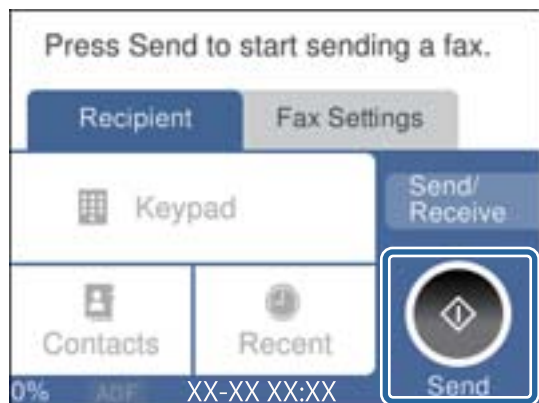 Press Send to start sending a fax.
Recipient
Fax Settings
Keypad
Send/
Receive
Contacts
Recent
Send
0%
ADF
XX-XX XX:XX